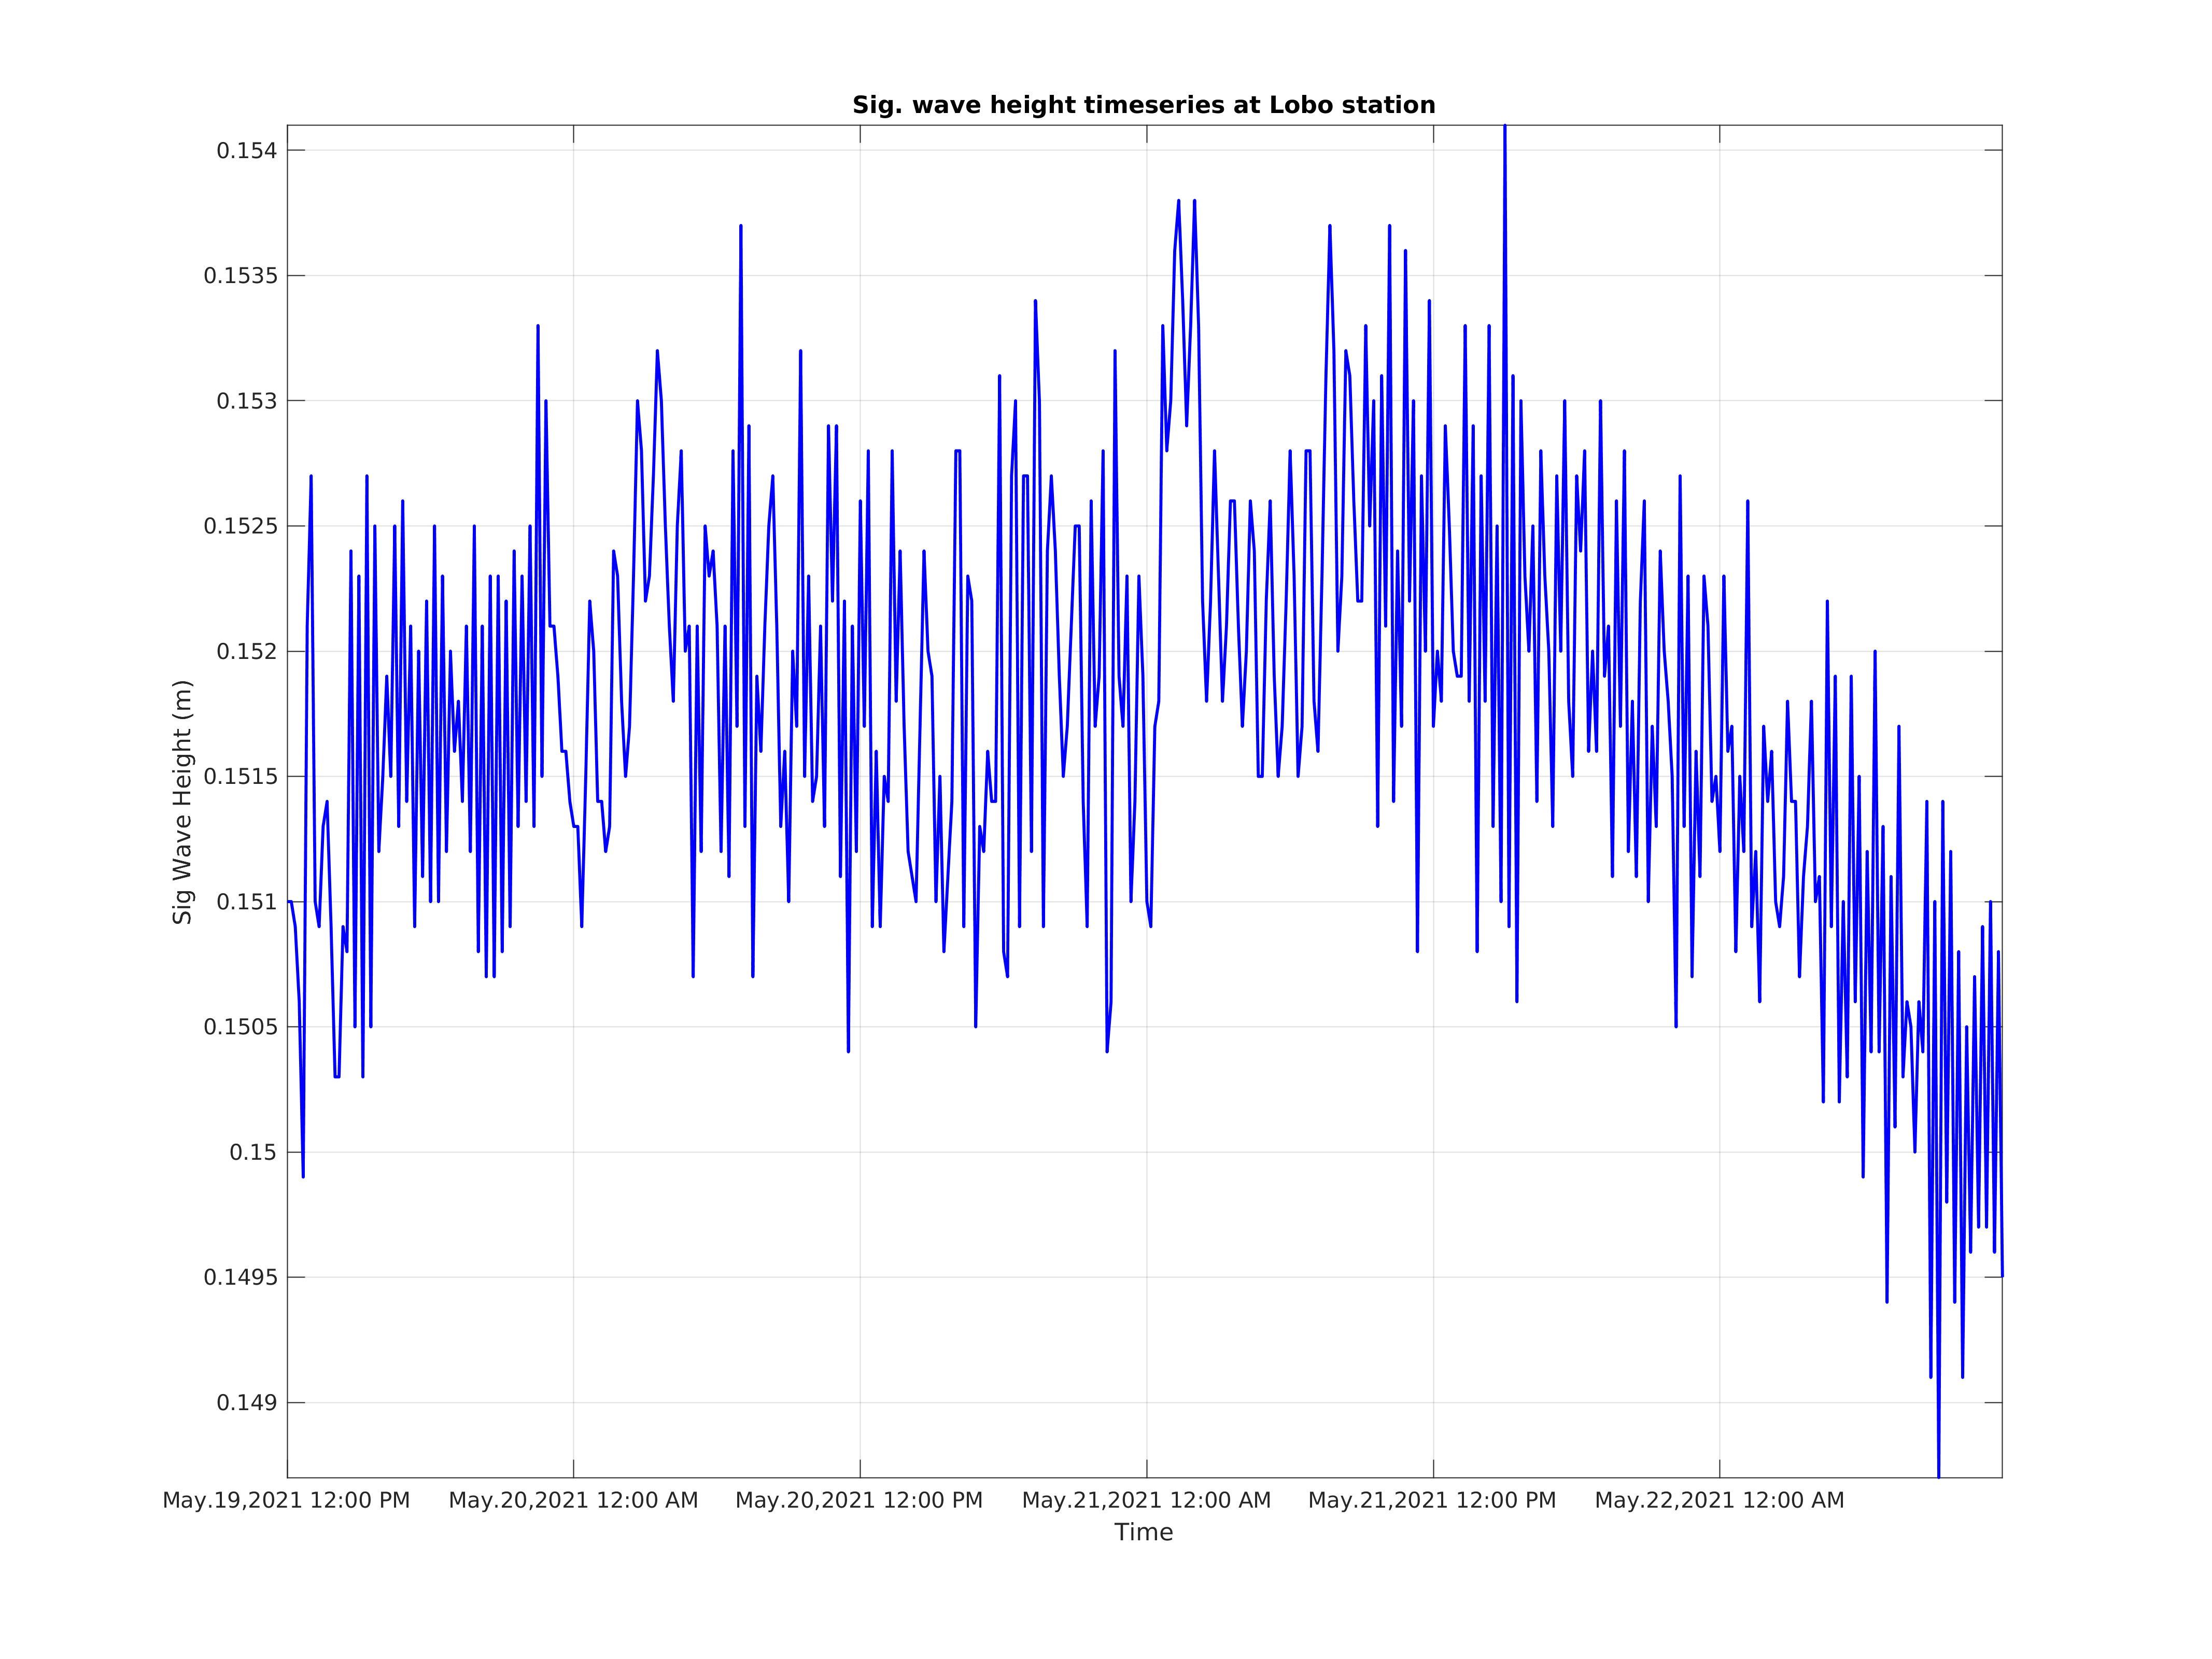 Sig. wave height timeseries at Lobo station
0.154
0.1535
0.153
0.1525
0.152
0.1515
0.151
0.1505
0.15
0.1495
0.149
Sig Wave Height (m)
May.19,2021 12:00 PM May.20,2021 12:00 AM May.20,2021 12:00 PM May.21,2021 12:00 AM May.21,2021 12:00 PM May.22,2021 12:00 AM
Time